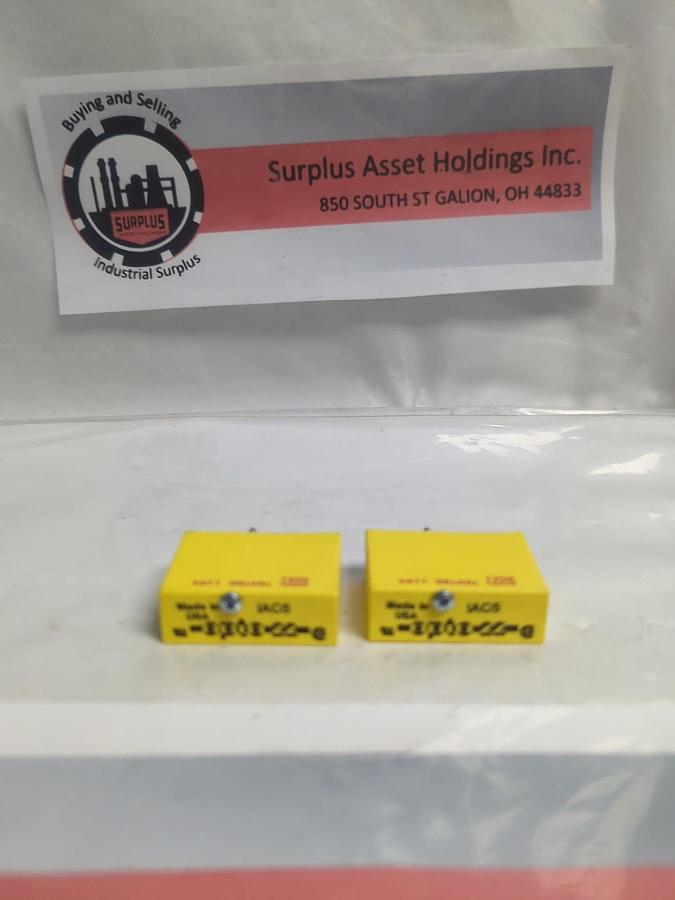 Buying and Selling
SURPLUS
Industrial Surplus
Surplus Asset Holdings Inc.
850 SOUTH ST GALION, OH 44833
Made in
USA
IAC5
Made in
USA
IAC5